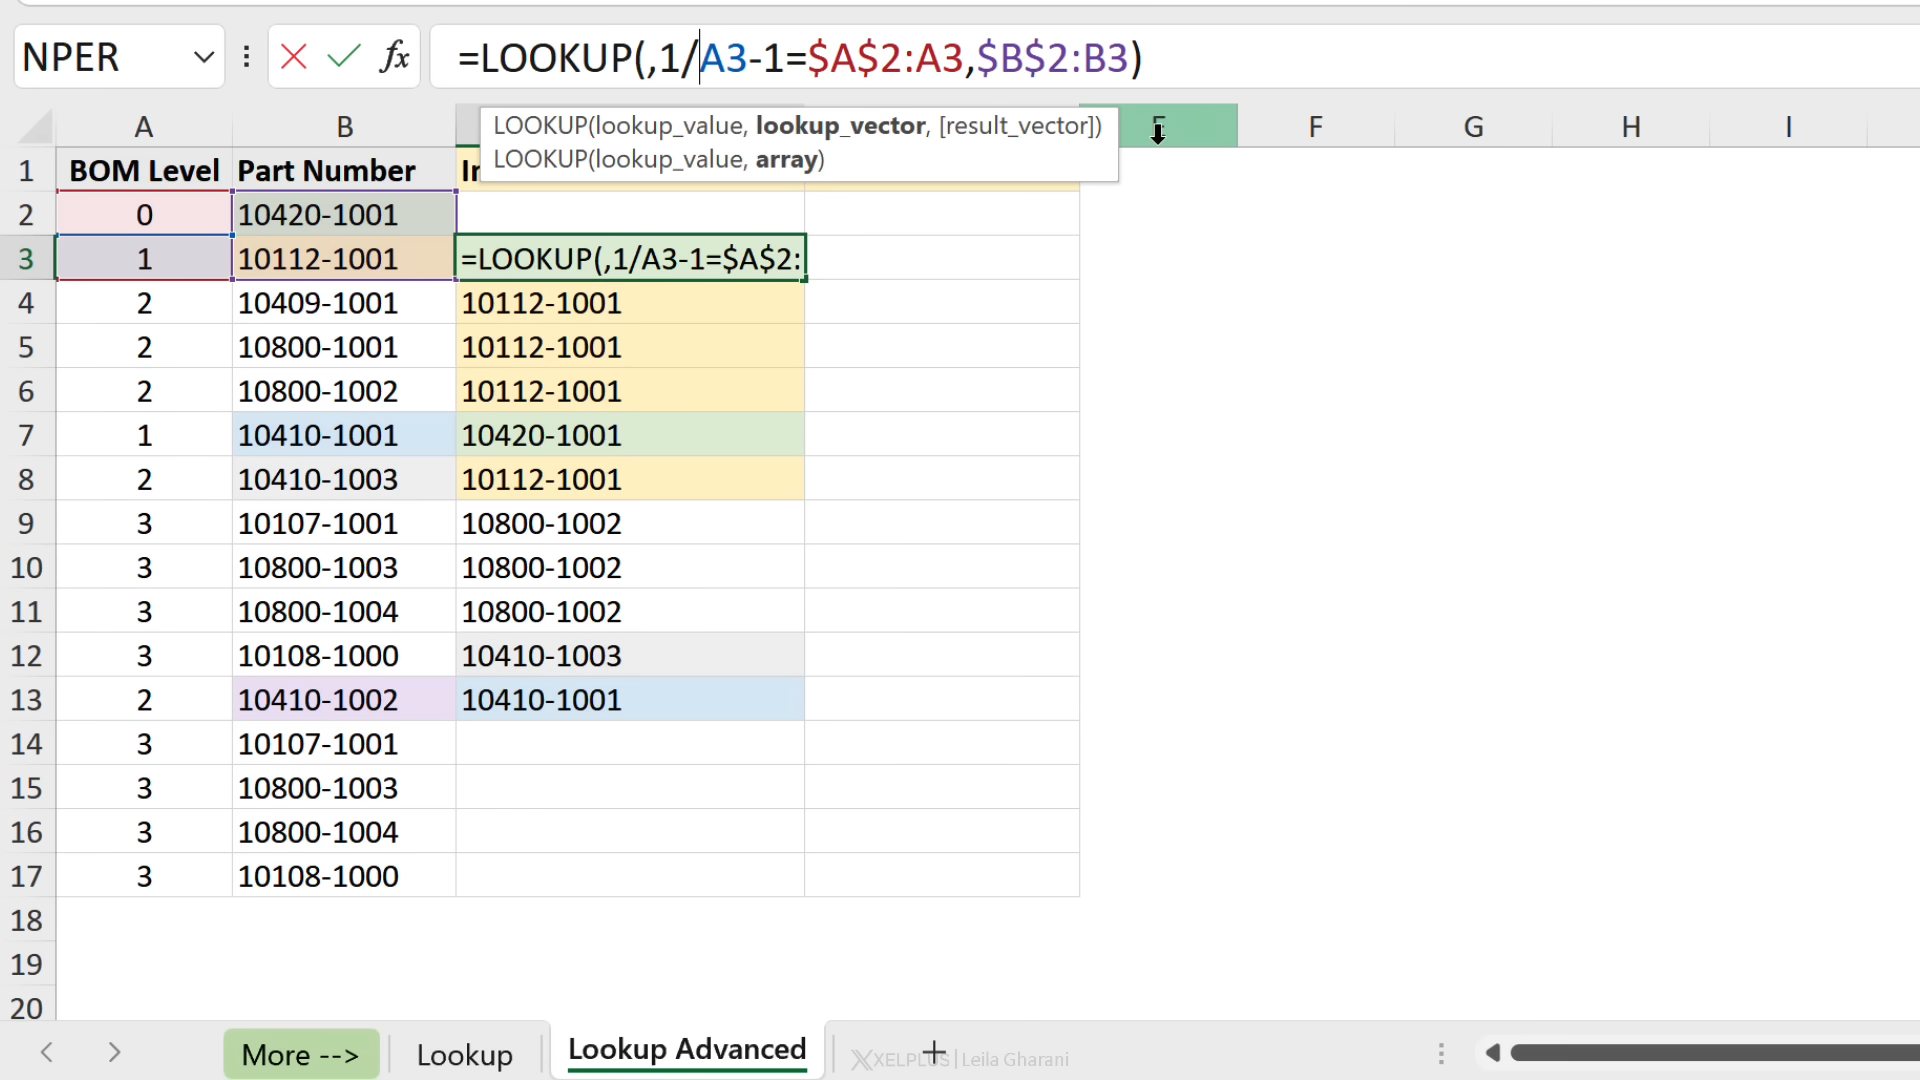 NPER =LOOKUP(,1/A3-1=$A$2:A3,$B$2:B3)
A B E F G H I
LOOKUP(lookup_value, lookup_vector, [result_vector])
LOOKUP(lookup_value, array)
1 BOM Level Part Number
2 0 10420-1001
3 1 10112-1001 =LOOKUP(,1/A3-1=$A$2:
4 2 10409-1001 10112-1001
5 2 10800-1001 10112-1001
6 2 10800-1002 10112-1001
7 1 10410-1001 10420-1001
8 2 10410-1003 10112-1001
9 3 10107-1001 10800-1002
10 3 10800-1003 10800-1002
11 3 10800-1004 10800-1002
12 3 10108-1000 10410-1003
13 2 10410-1002 10410-1001
14 3 10107-1001
15 3 10800-1003
16 3 10800-1004
17 3 10108-1000
18
19
20
More --> Lookup Lookup Advanced XELPLUS | Leila Gharani